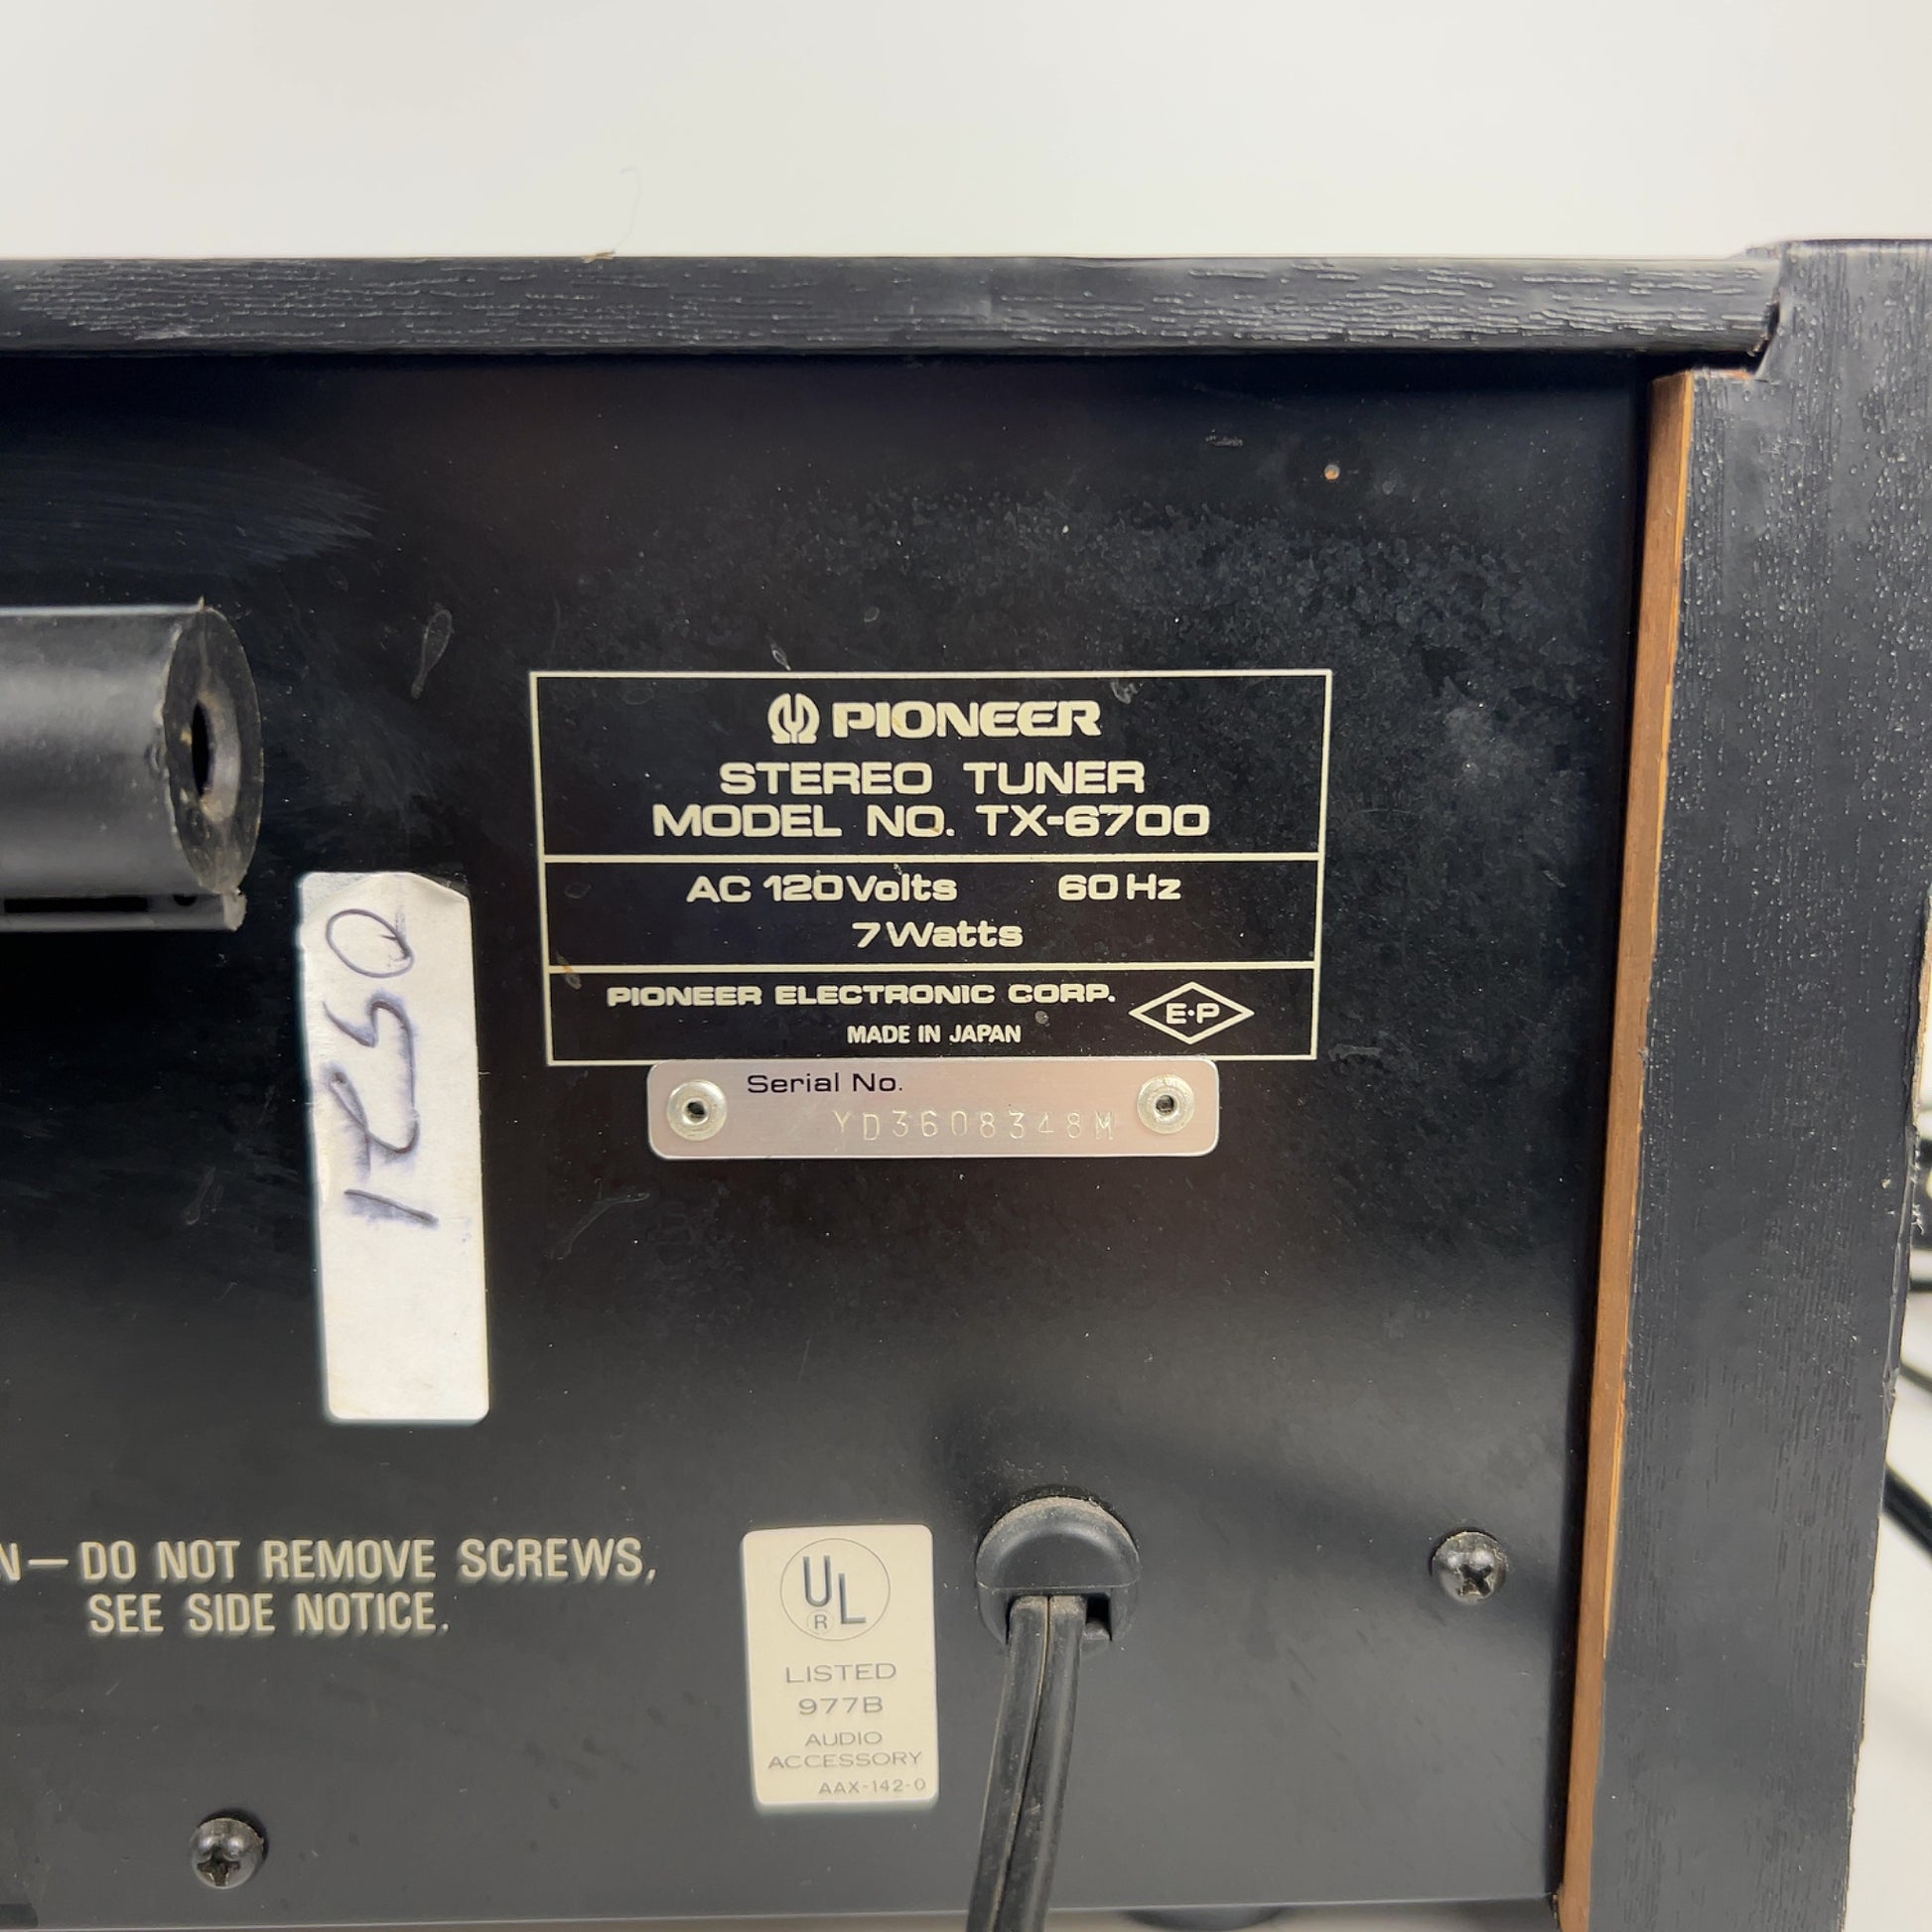 PIONEER
STEREO TUNER
MODEL NO. TX-6700
AC 120Volts 60Hz
7Watts
PIONEER ELECTRONIC CORP.
E·P
MADE IN JAPAN
Serial No.
YD3608348M
1250
N—DO NOT REMOVE SCREWS,
SEE SIDE NOTICE.
UL
R
LISTED
977B
AUDIO
ACCESSORY
AAX-142-0